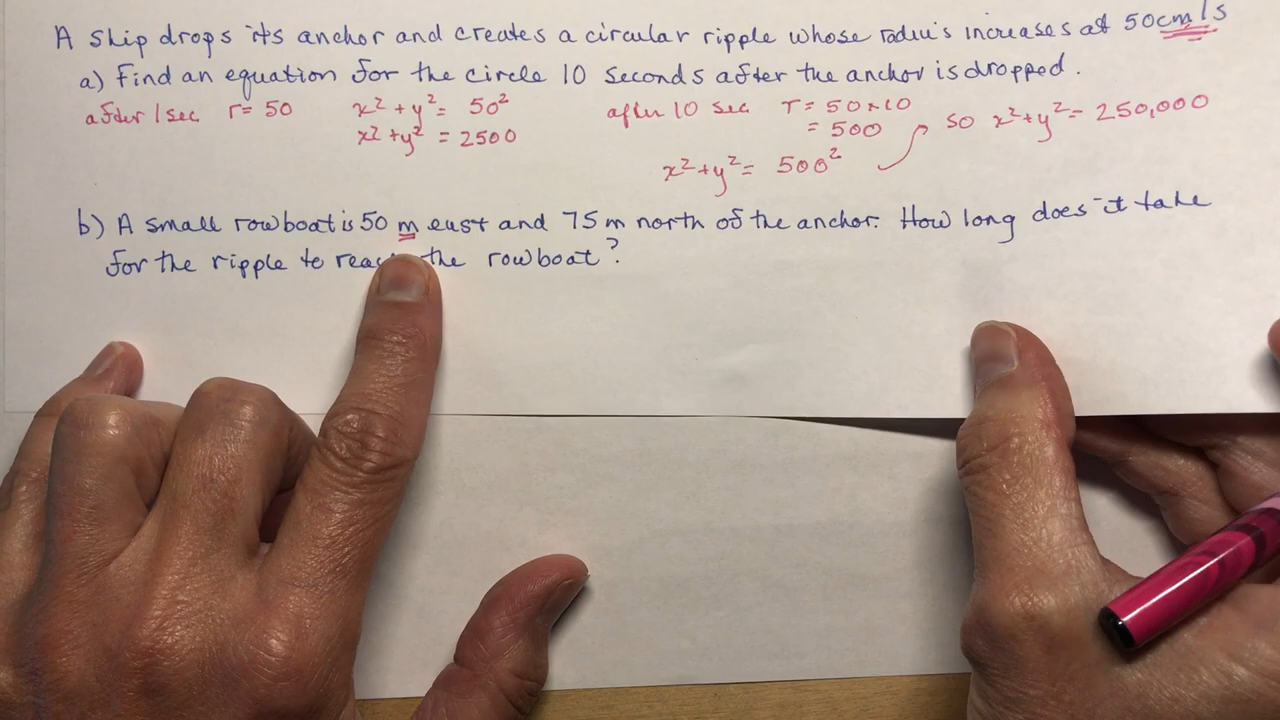 A ship drops its anchor and creates a circular ripple whose radius increases at 50cm/s
a) Find an equation for the circle 10 seconds after the anchor is dropped.
after 1 sec r= 50 x²+y²= 50² after 10 sec r= 50×10
x²+y² = 2500 = 500 so x²+y²= 250,000
x²+y²= 500²
b) A small rowboat is 50 m east and 75 m north of the anchor. How long does it take
for the ripple to the rowboat?